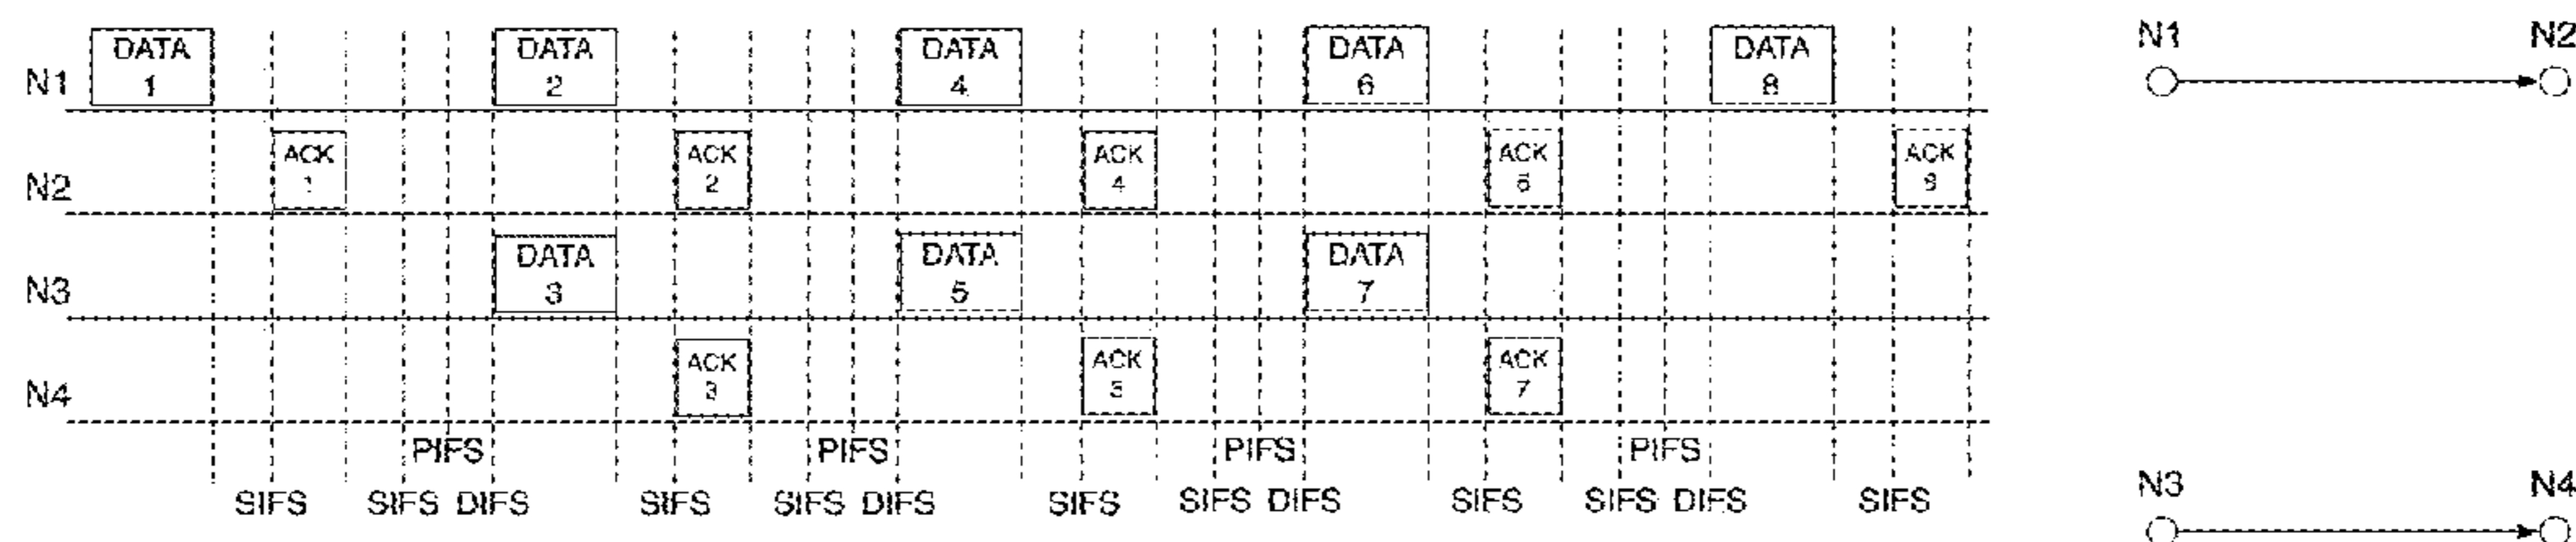 N1 DATA 1 DATA 2 DATA 4 DATA 6 DATA 8
N2 ACK 1 ACK 2 ACK 4 ACK 6 ACK 8
N3 DATA 3 DATA 5 DATA 7
N4 ACK 3 ACK 5 ACK 7
PIFS PIFS PIFS PIFS
SIFS SIFS DIFS SIFS SIFS DIFS SIFS SIFS DIFS SIFS SIFS DIFS SIFS
N1 N2
N3 N4